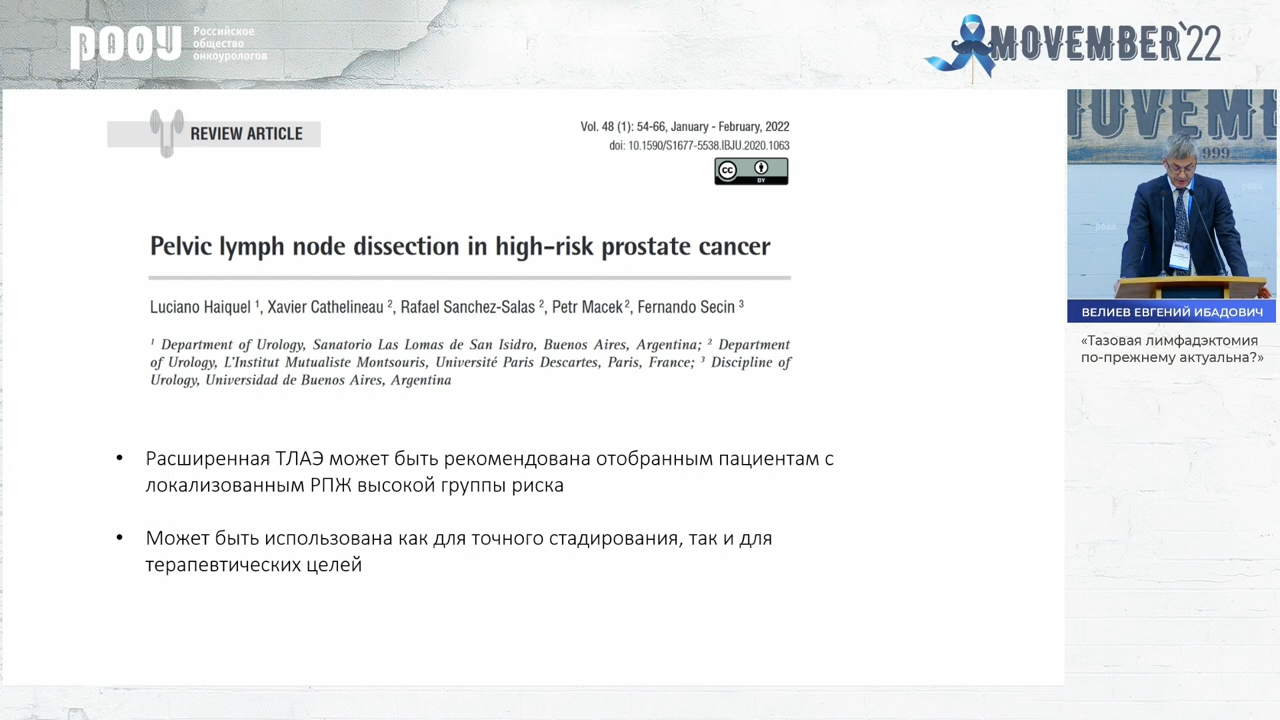 РООУ
Российское
общество
онкоурологов
MOVEMBER'22
REVIEW ARTICLE
Vol. 48 (1): 54-66, January - February, 2022
doi: 10.1590/S1677-5538.IBJU.2020.1063
CC
BY
Pelvic lymph node dissection in high-risk prostate cancer
Luciano Haiquel 1, Xavier Cathelineau 2, Rafael Sanchez-Salas 2, Petr Macek 2, Fernando Secin 3
1 Department of Urology, Sanatorio Las Lomas de San Isidro, Buenos Aires, Argentina; 2 Department
of Urology, L'Institut Mutualiste Montsouris, Université Paris Descartes, Paris, France; 3 Discipline of
Urology, Universidad de Buenos Aires, Argentina
• Расширенная ТЛАЭ может быть рекомендована отобранным пациентам с
локализованным РПЖ высокой группы риска
• Может быть использована как для точного стадирования, так и для
терапевтических целей
MOVEME
999
ВЕЛИЕВ ЕВГЕНИЙ ИБАДОВИЧ
«Тазовая лимфадэктомия
по-прежнему актуальна?»